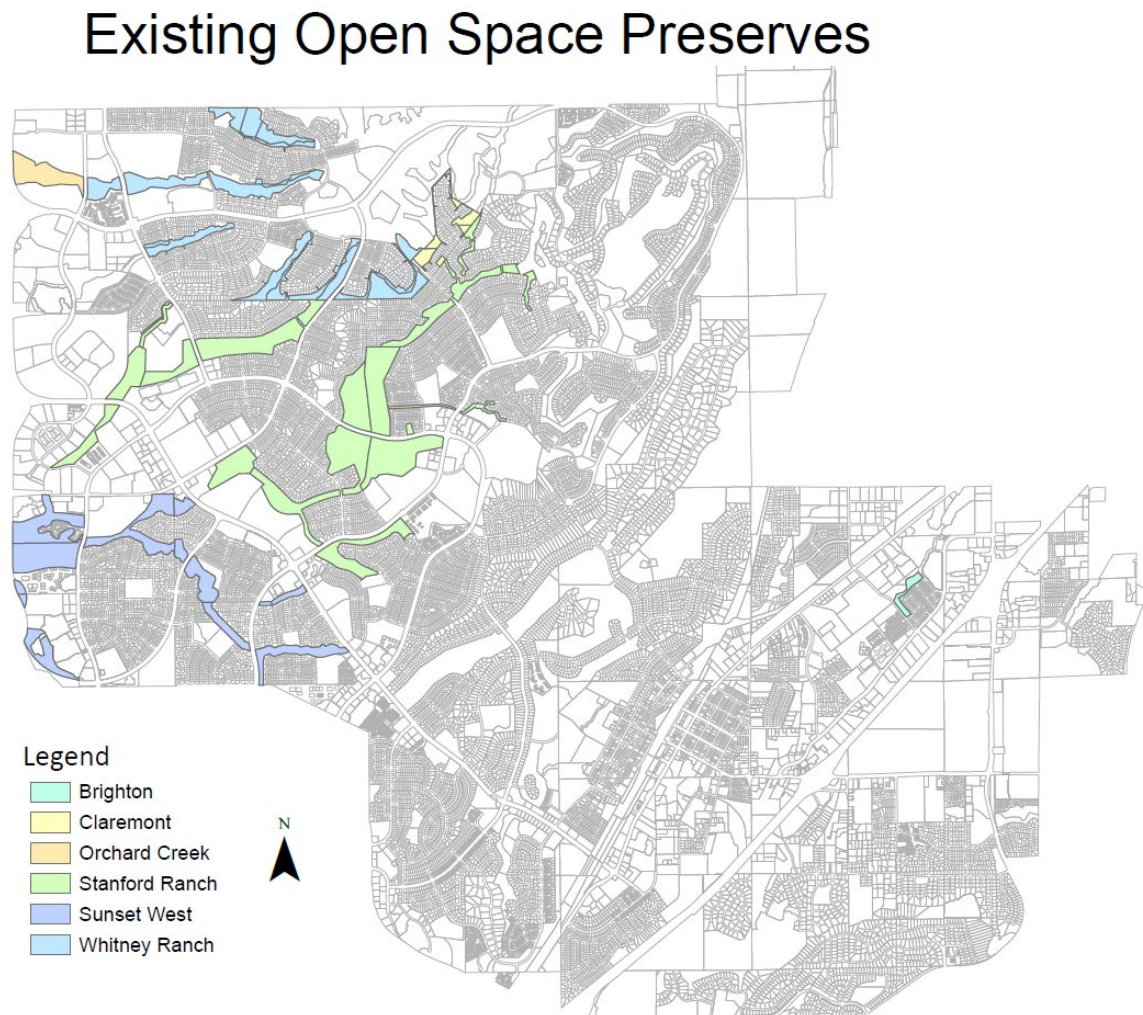 Existing Open Space Preserves
Legend
Brighton
Claremont
Orchard Creek
Stanford Ranch
Sunset West
Whitney Ranch
N